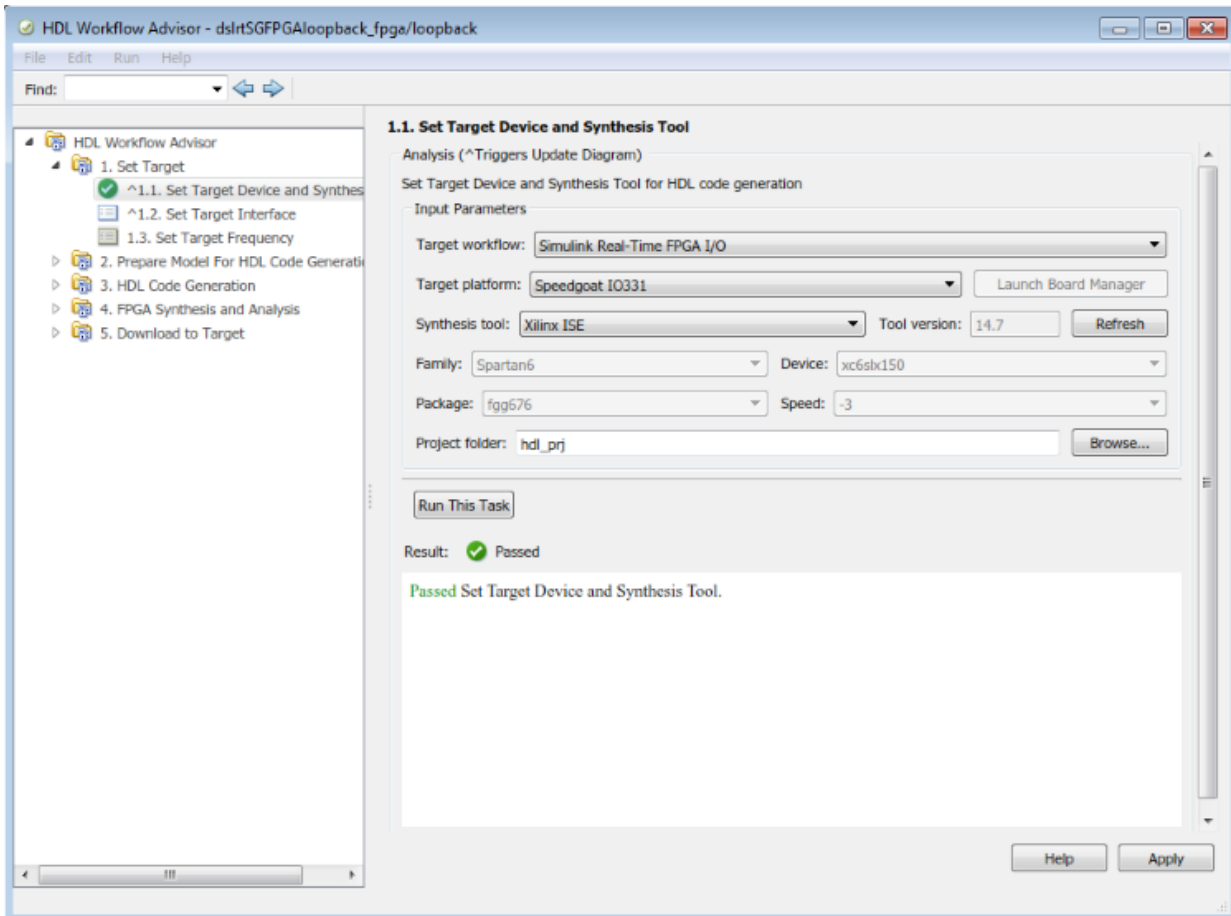 HDL Workflow Advisor - dslrtSGFPGAloopback_fpga/loopback
File Edit Run Help
Find:
HDL Workflow Advisor
1. Set Target
^1.1. Set Target Device and Synthes
^1.2. Set Target Interface
1.3. Set Target Frequency
2. Prepare Model For HDL Code Generati
3. HDL Code Generation
4. FPGA Synthesis and Analysis
5. Download to Target
1.1. Set Target Device and Synthesis Tool
Analysis (^Triggers Update Diagram)
Set Target Device and Synthesis Tool for HDL code generation
Input Parameters
Target workflow: Simulink Real-Time FPGA I/O
Target platform: Speedgoat IO331 Launch Board Manager
Synthesis tool: Xilinx ISE Tool version: 14.7 Refresh
Family: Spartan6 Device: xc6slx150
Package: fgg676 Speed: -3
Project folder: hdl_prj Browse...
Run This Task
Result: Passed
Passed Set Target Device and Synthesis Tool.
Help Apply